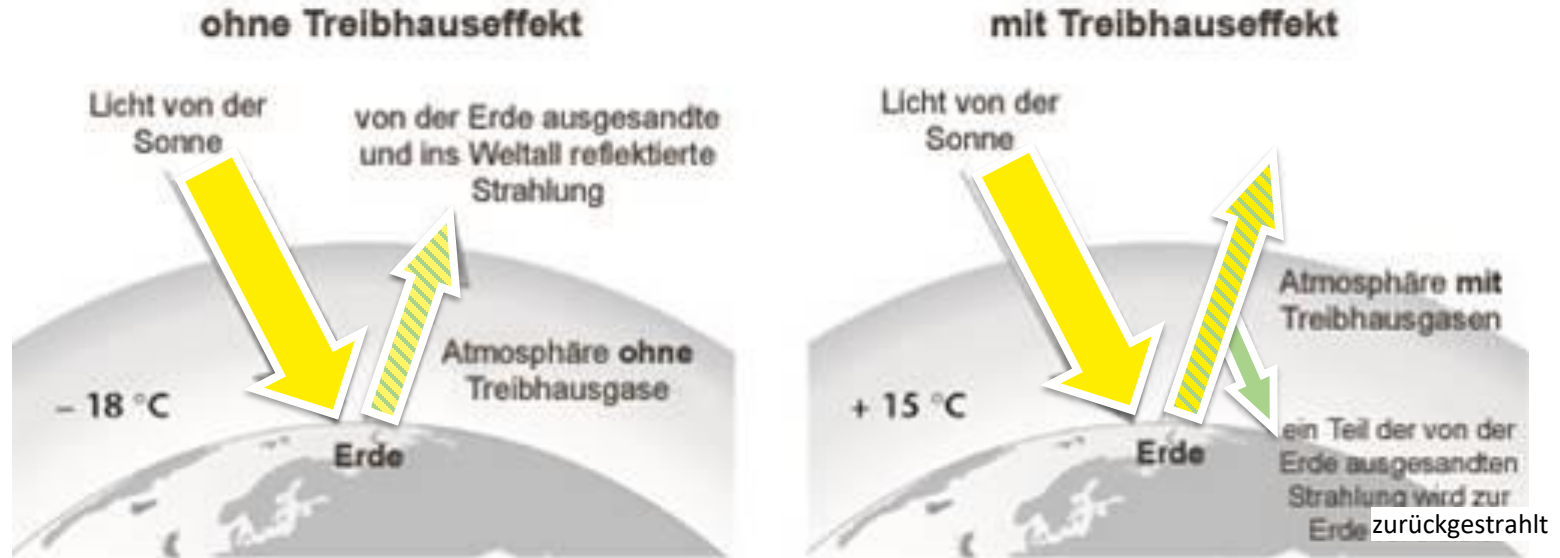 ohne Treibhauseffekt
Licht von der
Sonne
von der Erde ausgesandte
und ins Weltall reflektierte
Strahlung
Atmosphäre ohne
Treibhausgase
– 18 °C
Erde
mit Treibhauseffekt
Licht von der
Sonne
Atmosphäre mit
Treibhausgasen
+ 15 °C
Erde
ein Teil der von der
Erde ausgesandten
Strahlung wird zur
Erde zurückgestrahlt